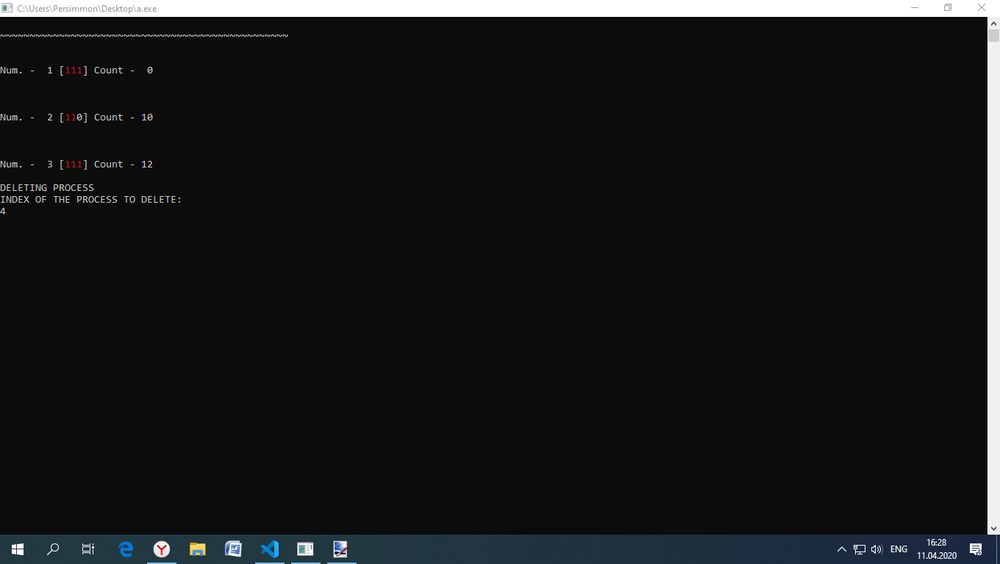 C:\Users\Persimmon\Desktop\a.exe
~~~~~~~~~~~~~~~~~~~~~~~~~~~~~~~~~~~~~~~~~~~~~~~~~
Num. -  1 [111] Count -  0
Num. -  2 [110] Count - 10
Num. -  3 [111] Count - 12
DELETING PROCESS
INDEX OF THE PROCESS TO DELETE:
4
ENG
16:28
11.04.2020